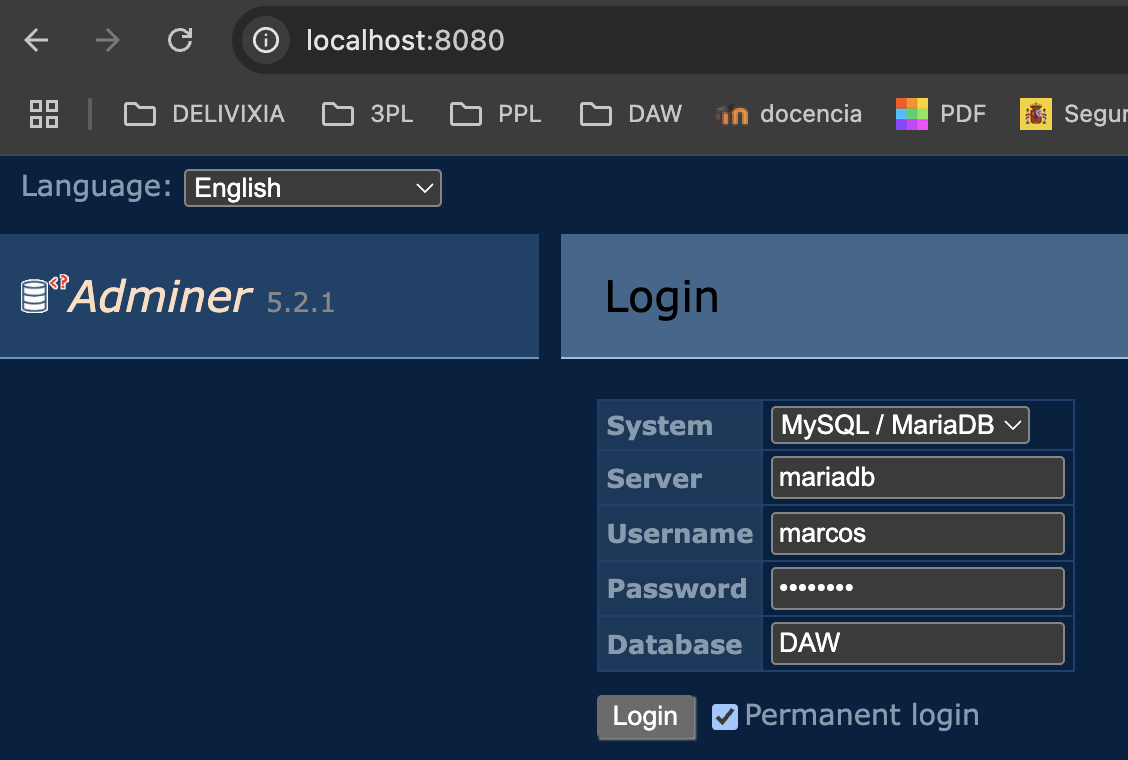 localhost:8080
DELIVIXIA 3PL PPL DAW docencia PDF Segur
Language: English
Adminer 5.2.1
Login
System MySQL / MariaDB
Server mariadb
Username marcos
Password ••••••••
Database DAW
Login Permanent login